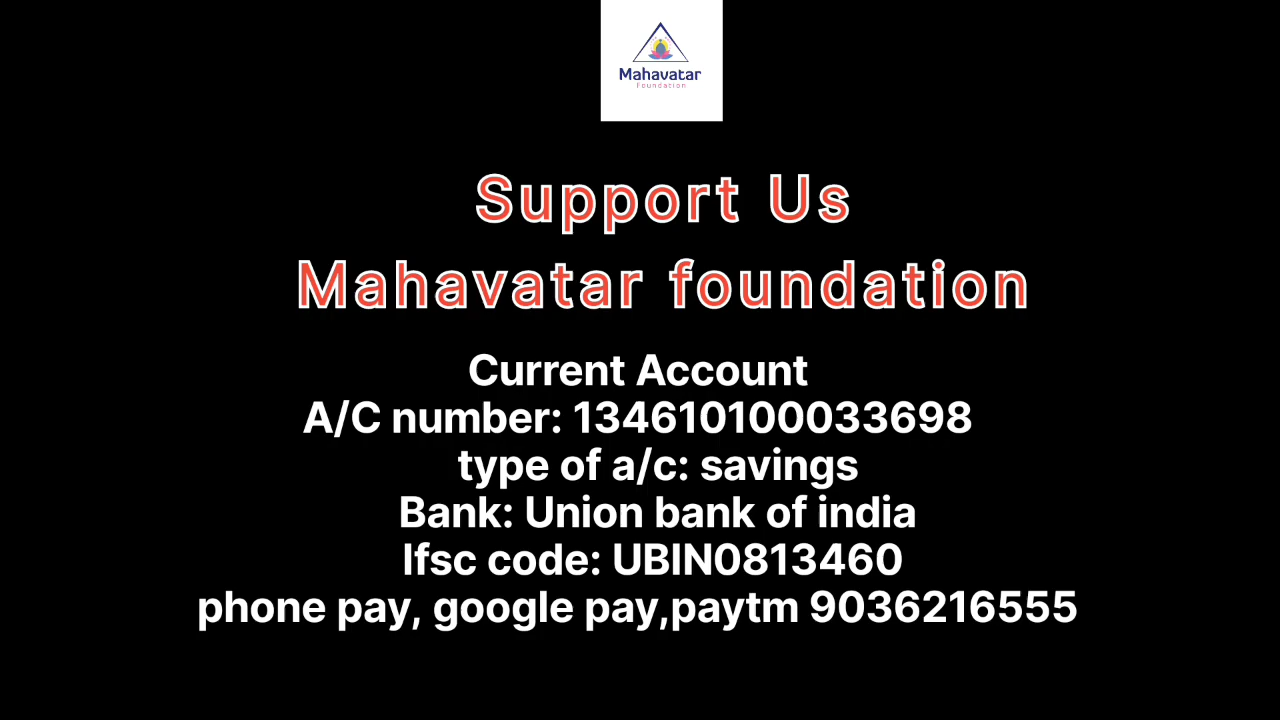 Mahavatar
Foundation
Support Us
Mahavatar foundation
Current Account
A/C number: 134610100033698
type of a/c: savings
Bank: Union bank of india
Ifsc code: UBIN0813460
phone pay, google pay,paytm 9036216555